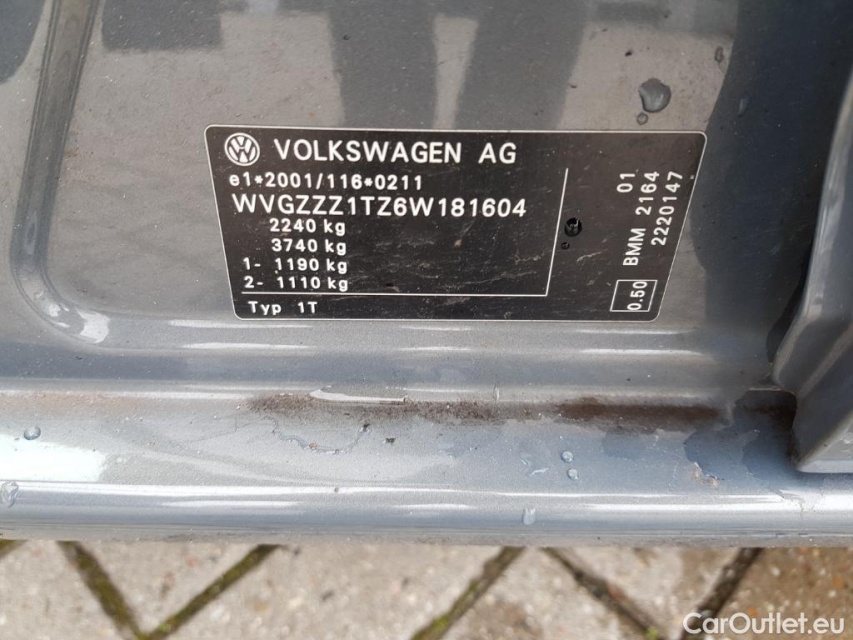 VOLKSWAGEN AG
e1*2001/116*0211
WVGZZZ1TZ6W181604
2240 kg
3740 kg
1- 1190 kg
2- 1110 kg
Typ 1T
01
BMM 2164
2220147
0.50
CarOutlet.eu